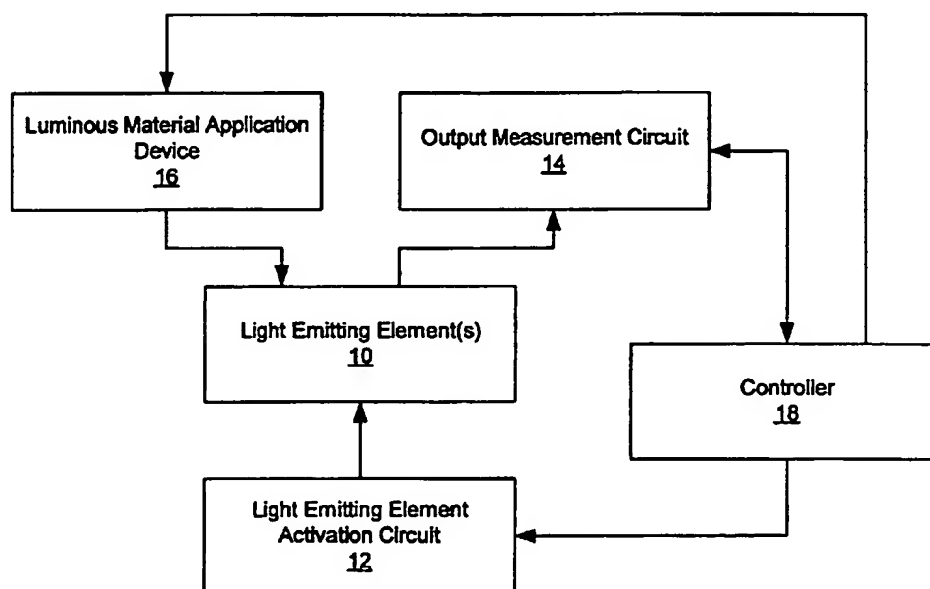 Luminous Material Application
Device
16
Output Measurement Circuit
14
Light Emitting Element(s)
10
Controller
18
Light Emitting Element
Activation Circuit
12